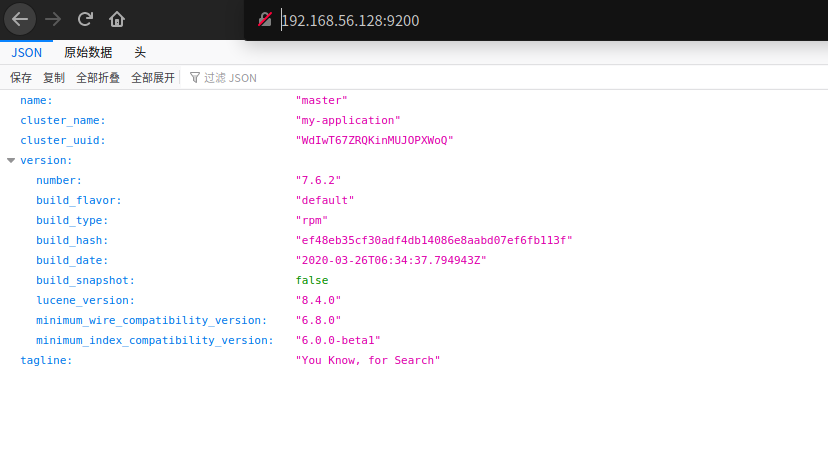 192.168.56.128:9200
JSON 原始数据 头
保存 复制 全部折叠 全部展开 过滤 JSON
name: "master"
cluster_name: "my-application"
cluster_uuid: "WdIwT67ZRQKinMUJOPXWoQ"
version:
number: "7.6.2"
build_flavor: "default"
build_type: "rpm"
build_hash: "ef48eb35cf30adf4db14086e8aabd07ef6fb113f"
build_date: "2020-03-26T06:34:37.794943Z"
build_snapshot: false
lucene_version: "8.4.0"
minimum_wire_compatibility_version: "6.8.0"
minimum_index_compatibility_version: "6.0.0-beta1"
tagline: "You Know, for Search"